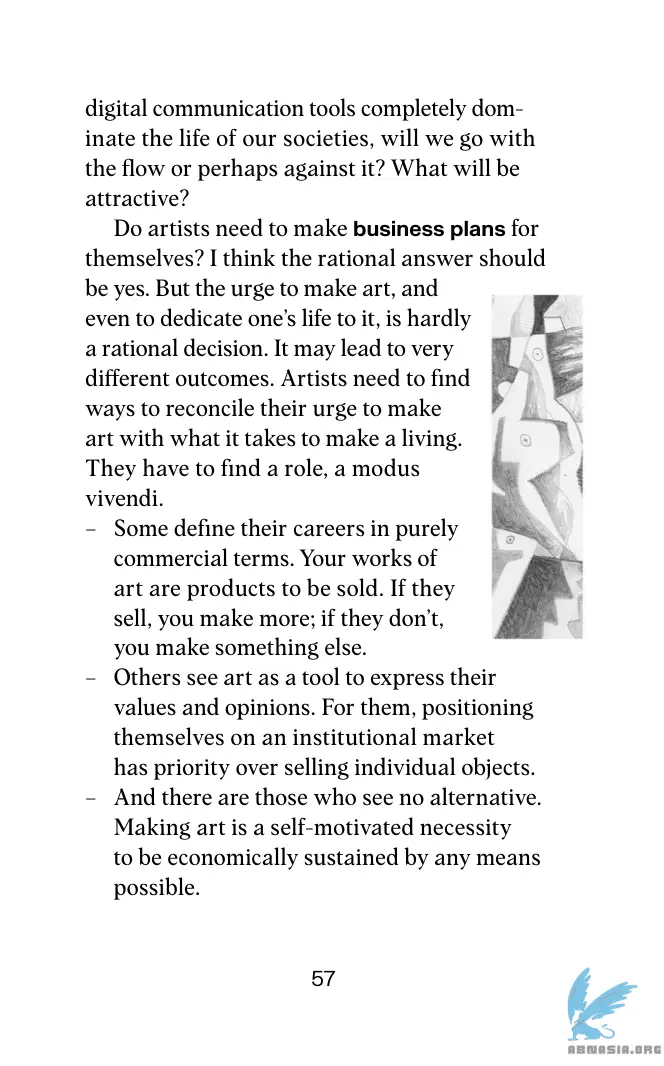 digital communication tools completely dom-
inate the life of our societies, will we go with
the flow or perhaps against it? What will be
attractive?
Do artists need to make business plans for
themselves? I think the rational answer should
be yes. But the urge to make art, and
even to dedicate one’s life to it, is hardly
a rational decision. It may lead to very
different outcomes. Artists need to find
ways to reconcile their urge to make
art with what it takes to make a living.
They have to find a role, a modus
vivendi.
– Some define their careers in purely
commercial terms. Your works of
art are products to be sold. If they
sell, you make more; if they don’t,
you make something else.
– Others see art as a tool to express their
values and opinions. For them, positioning
themselves on an institutional market
has priority over selling individual objects.
– And there are those who see no alternative.
Making art is a self-motivated necessity
to be economically sustained by any means
possible.
57
ABNASIA.ORG